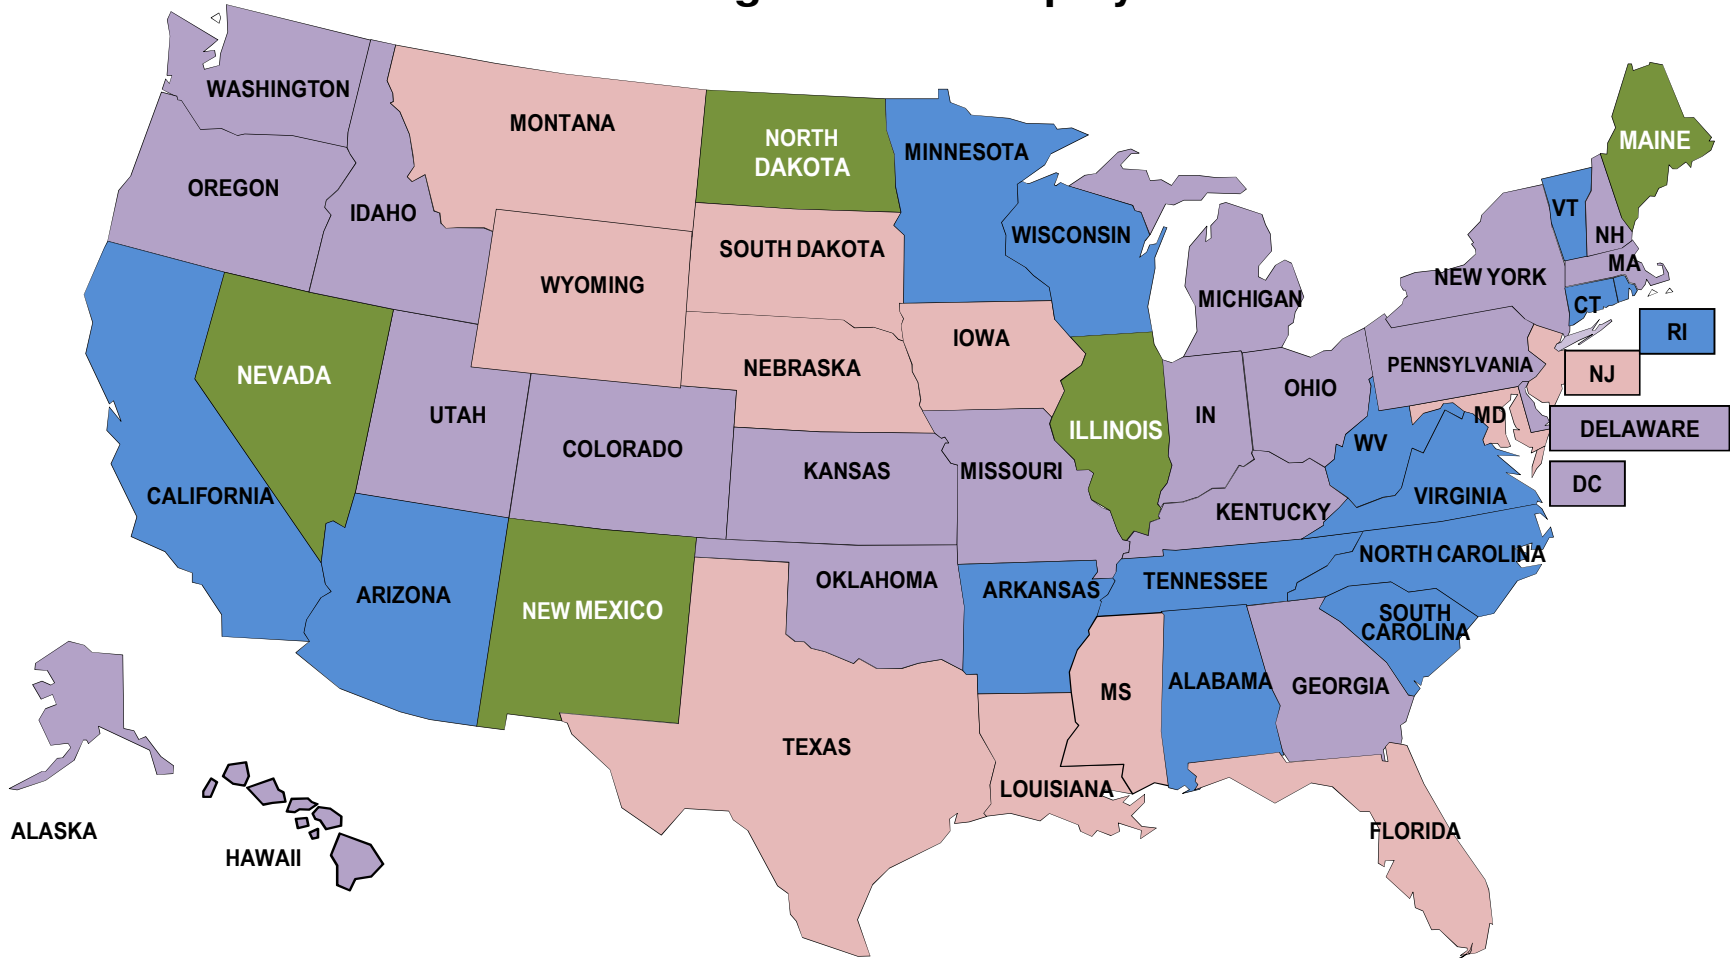 WASHINGTON
MONTANA
NORTH
DAKOTA
MINNESOTA
MAINE
OREGON
IDAHO
SOUTH DAKOTA
WISCONSIN
VT
NH
MA
WYOMING
MICHIGAN
NEW YORK
CT
RI
NEVADA
NEBRASKA
IOWA
PENNSYLVANIA
NJ
UTAH
COLORADO
ILLINOIS
IN
OHIO
MD
DELAWARE
WV
CALIFORNIA
KANSAS
MISSOURI
KENTUCKY
VIRGINIA
DC
ARIZONA
NEW MEXICO
OKLAHOMA
ARKANSAS
TENNESSEE
NORTH CAROLINA
SOUTH
CAROLINA
MS
ALABAMA
GEORGIA
TEXAS
LOUISIANA
FLORIDA
ALASKA
HAWAII